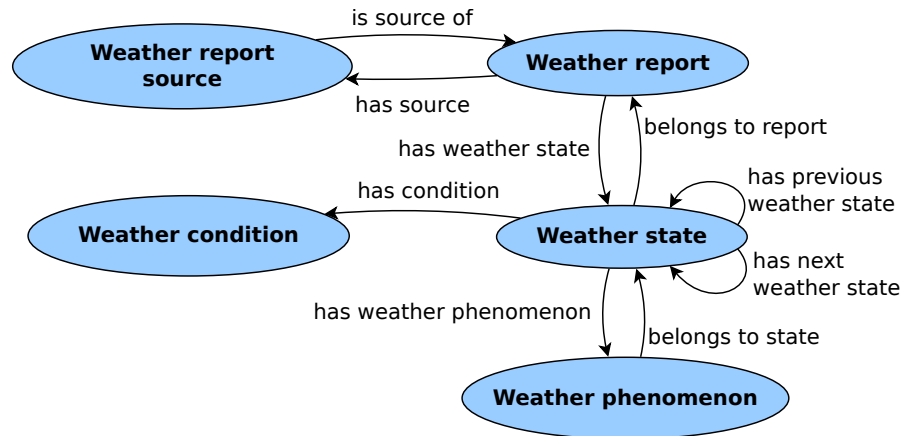 is source of
Weather report
source
Weather report
has source
belongs to report
has weather state
has condition
has previous
weather state
Weather condition
Weather state
has next
weather state
has weather phenomenon
belongs to state
Weather phenomenon